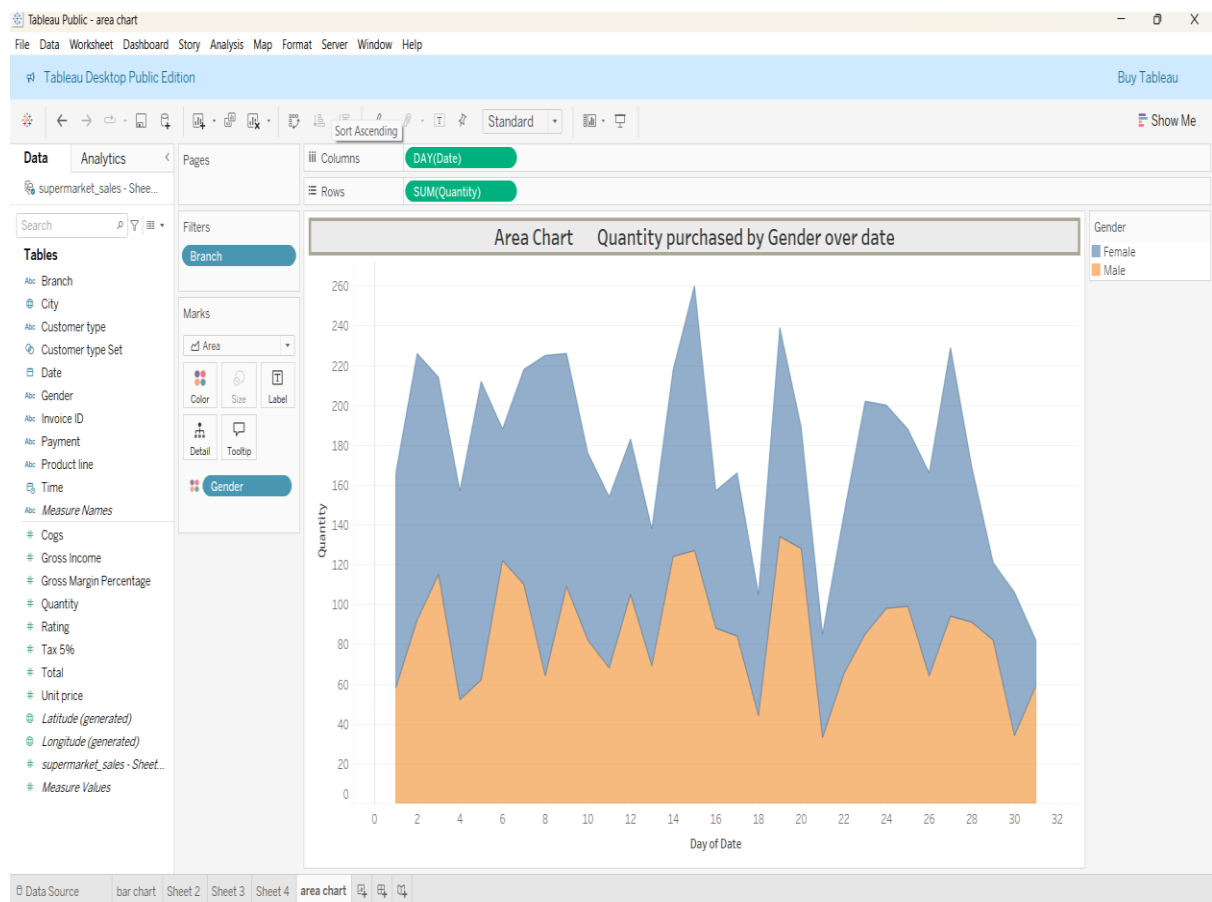 Tableau Public - area chart
File Data Worksheet Dashboard Story Analysis Map Format Server Window Help
Tableau Desktop Public Edition
Buy Tableau
Standard
Show Me
Sort Ascending
Data Analytics
supermarket_sales - Shee...
Search
Tables
Abc Branch
City
Abc Customer type
Customer type Set
Date
Abc Gender
Abc Invoice ID
Abc Payment
Abc Product line
Time
Abc Measure Names
# Cogs
# Gross Income
# Gross Margin Percentage
# Quantity
# Rating
# Tax 5%
# Total
# Unit price
Latitude (generated)
Longitude (generated)
# supermarket_sales - Sheet...
# Measure Values
Pages
Filters
Branch
Marks
Area
Color Size Label
Detail Tooltip
Gender
Columns DAY(Date)
Rows SUM(Quantity)
Area Chart Quantity purchased by Gender over date
260
240
220
200
180
160
140
120
100
80
60
40
20
0
Quantity
0 2 4 6 8 10 12 14 16 18 20 22 24 26 28 30 32
Day of Date
Gender
Female
Male
Data Source bar chart Sheet 2 Sheet 3 Sheet 4 area chart